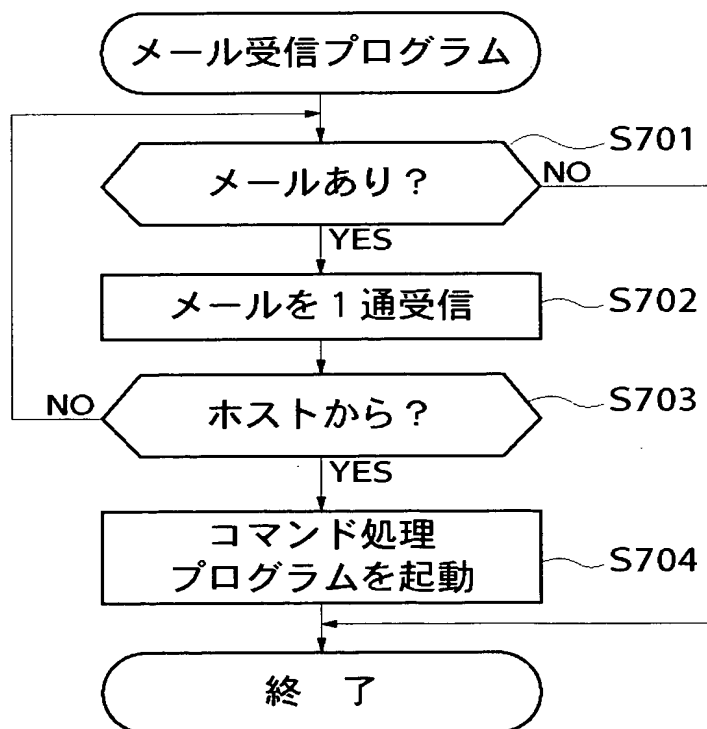 メール受信プログラム
S701
メールあり？
NO
YES
メールを１通受信
S702
NO
ホストから？
S703
YES
コマンド処理
プログラムを起動
S704
終　了